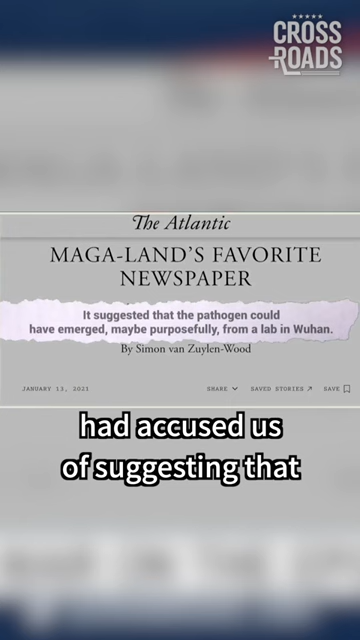 CROSS
ROADS
The Atlantic
MAGA-LAND'S FAVORITE
NEWSPAPER
It suggested that the pathogen could
have emerged, maybe purposefully, from a lab in Wuhan.
By Simon van Zuylen-Wood
JANUARY 13, 2021 SHARE SAVED STORIES SAVE
had accused us
of suggesting that